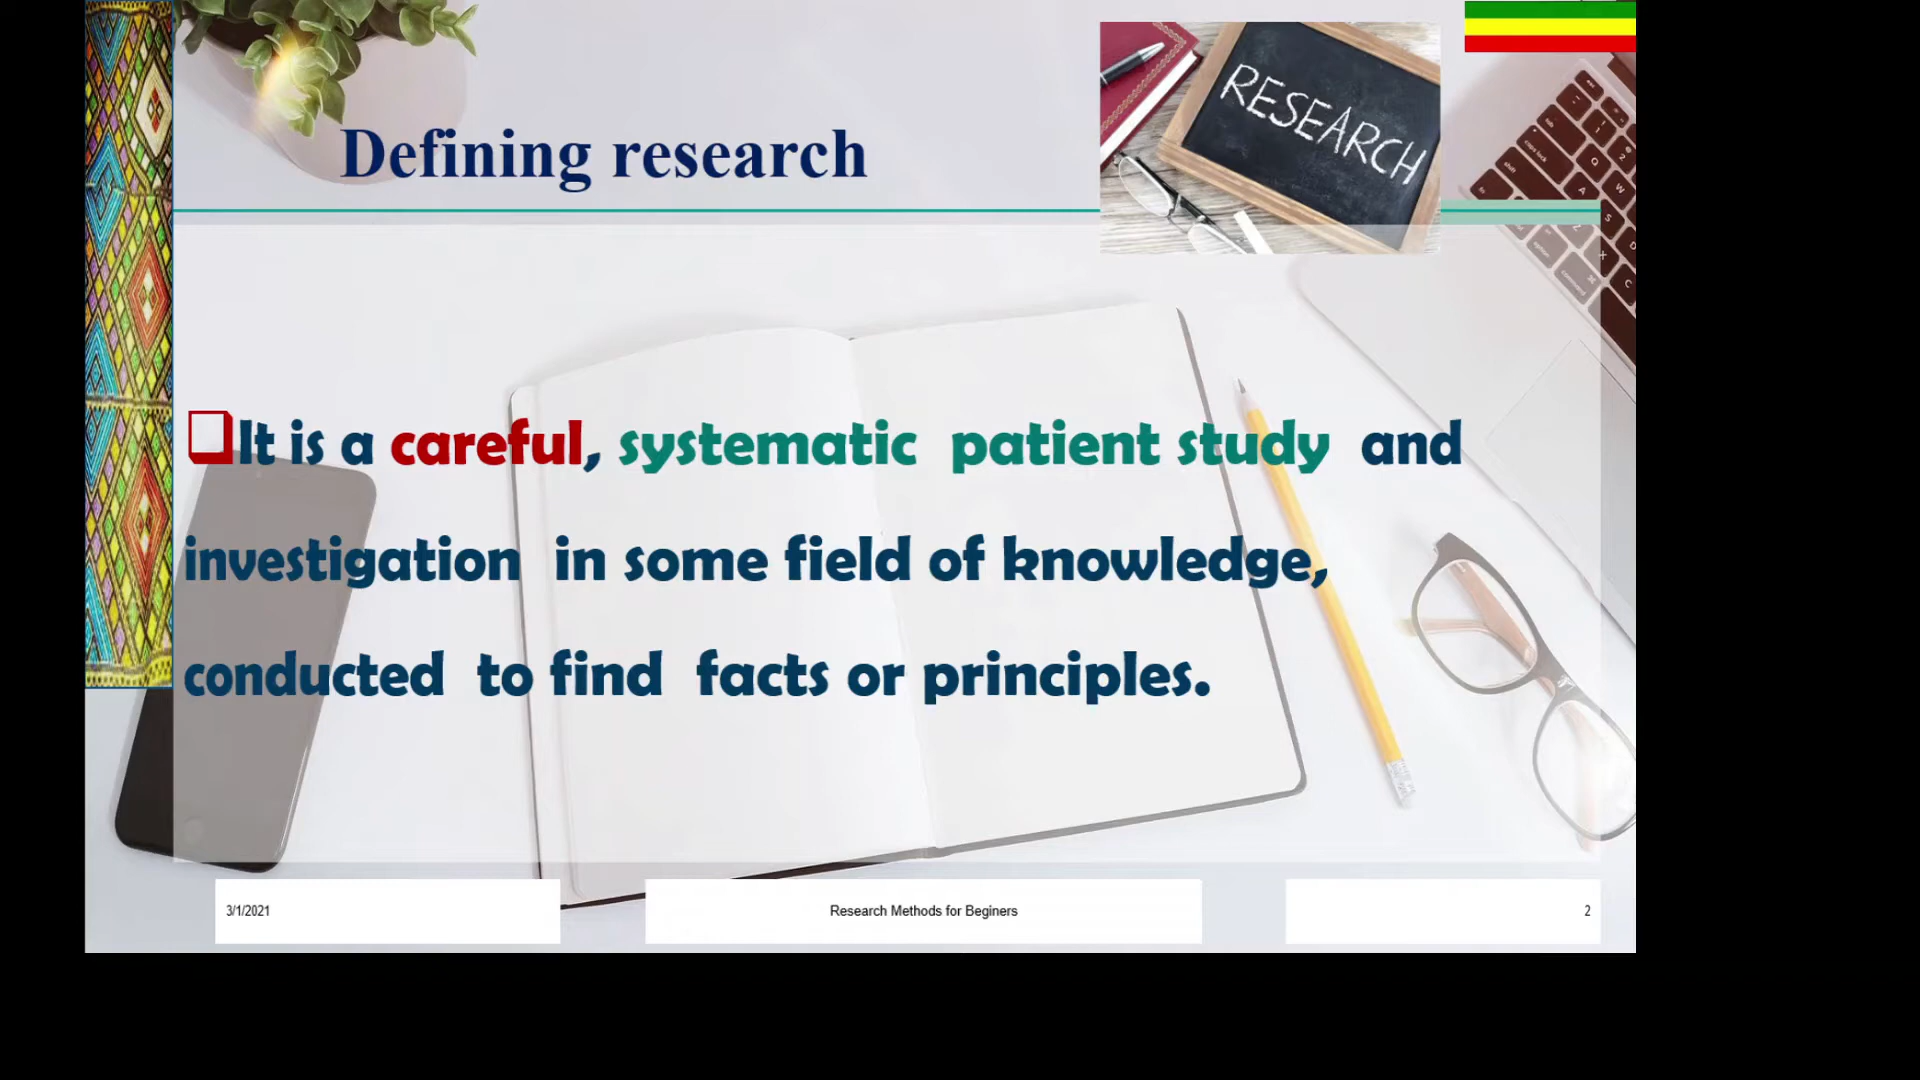 RESEARCH
Defining research
It is a careful, systematic patient study and
investigation in some field of knowledge,
conducted to find facts or principles.
3/1/2021
Research Methods for Beginers
2